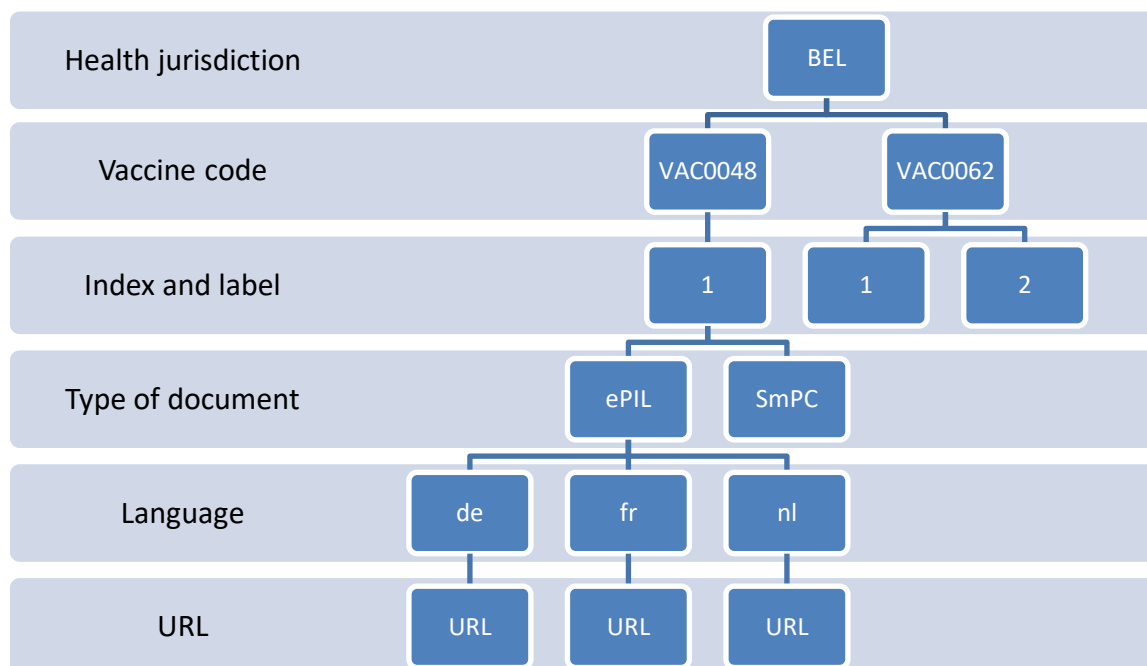 Health jurisdiction
BEL
Vaccine code
VAC0048
VAC0062
Index and label
1
1
2
Type of document
ePIL
SmPC
Language
de
fr
nl
URL
URL
URL
URL